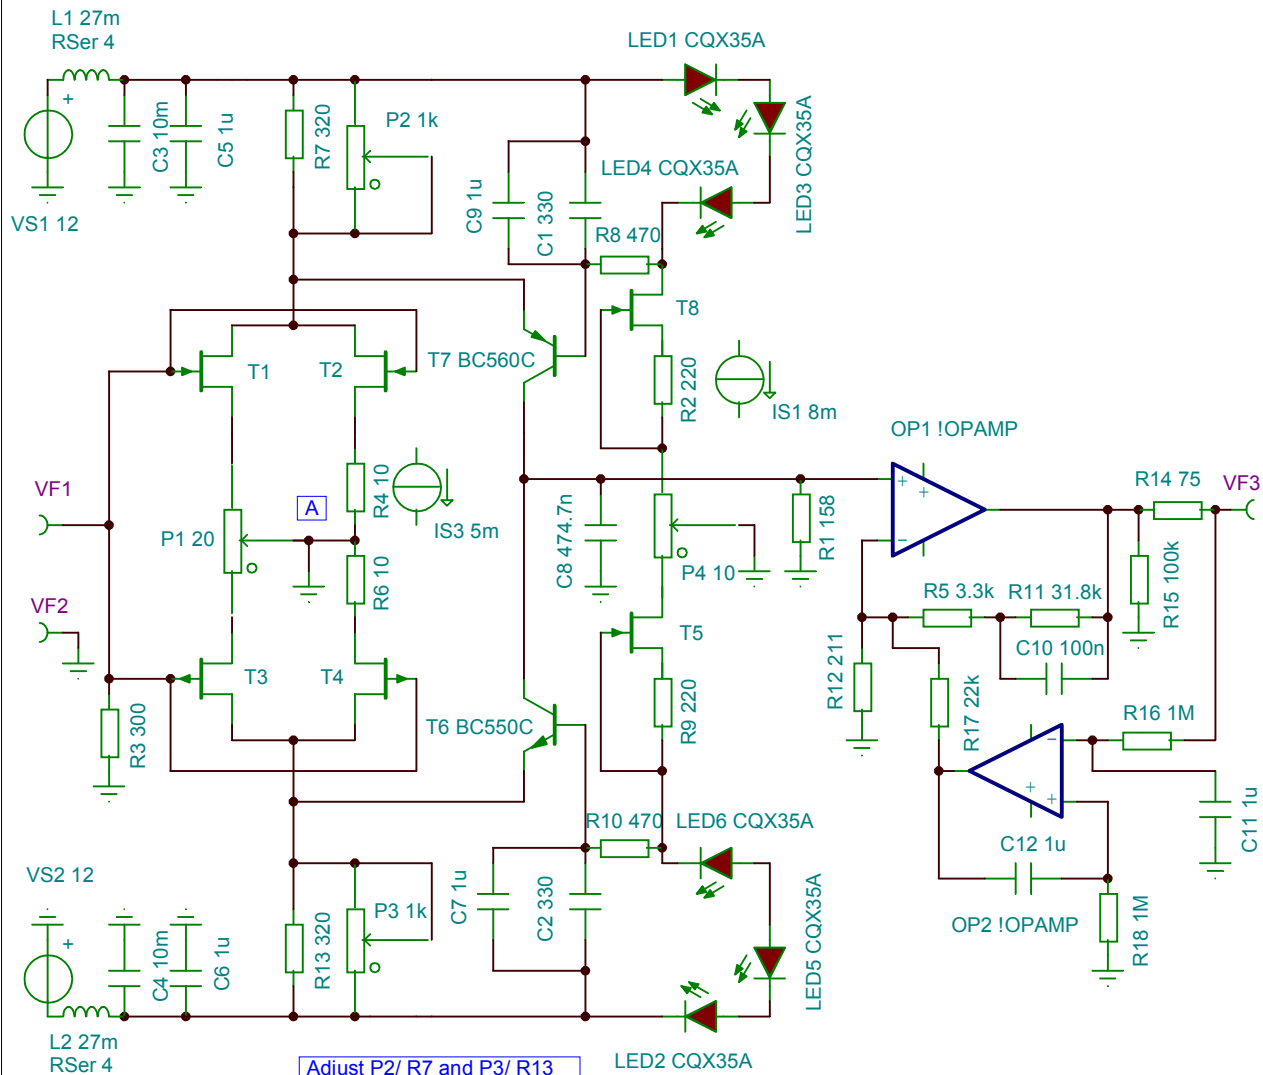 L1 27m
RSer 4
LED1 CQX35A
+
C3 10m
C5 1u
R7 320
P2 1k
LED3 CQX35A
LED4 CQX35A
VS1 12
C9 1u
C1 330
R8 470
T8
T1
T2
T7 BC560C
R2 220
IS1 8m
OP1 !OPAMP
VF1
A
R4 10
IS3 5m
P1 20
C8 474.7n
R1 158
+
+
−
R14 75
VF3
R6 10
P4 10
R5 3.3k
R11 31.8k
R15 100k
VF2
T5
C10 100n
T3
T4
R12 211
R17 22k
R3 300
T6 BC550C
R9 220
R16 1M
−
+
+
R10 470
LED6 CQX35A
C11 1u
C12 1u
VS2 12
+
C4 10m
C6 1u
R13 320
P3 1k
C7 1u
C2 330
LED5 CQX35A
OP2 !OPAMP
R18 1M
L2 27m
RSer 4
LED2 CQX35A
Adjust P2/ R7 and P3/ R13